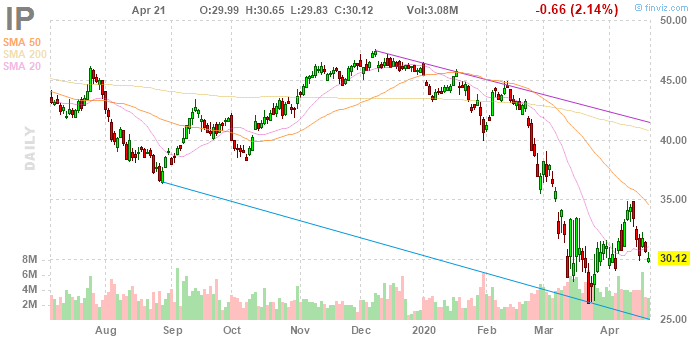 IP Apr 21 O:29.99 H:30.65 L:29.83 C:30.12 Vol:3.08M -0.66 (2.14%) © finviz.com
SMA 50
SMA 200
SMA 20
DAILY
50.00
45.00
40.00
35.00
30.12
25.00
8M
6M
4M
2M
Aug Sep Oct Nov Dec 2020 Feb Mar Apr